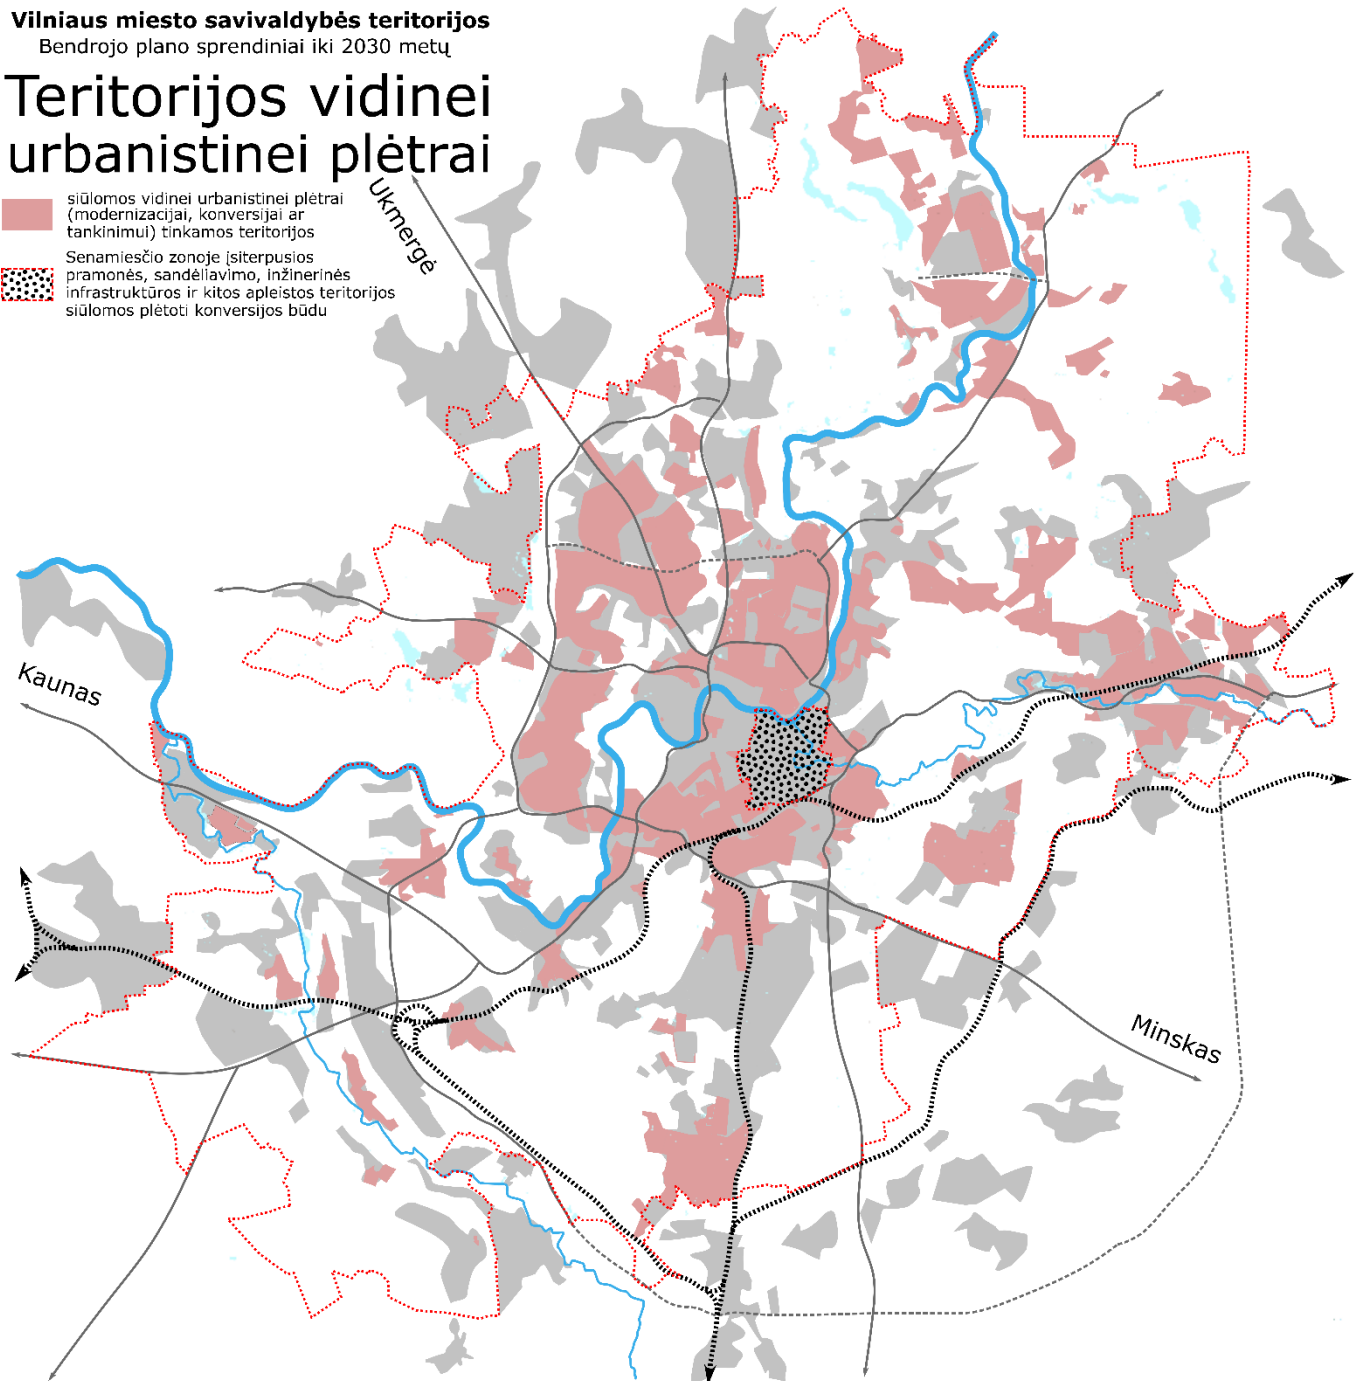 Vilniaus miesto savivaldybės teritorijos
Bendrojo plano sprendiniai iki 2030 metų
Teritorijos vidinei
urbanistinei plėtrai
siūlomos vidinei urbanistinei plėtrai
(modernizacijai, konversijai ar
tankinimui) tinkamos teritorijos
Senamiesčio zonoje įsiterpusios
pramonės, sandėliavimo, inžinerinės
infrastruktūros ir kitos apleistos teritorijos
siūlomos plėtoti konversijos būdu
Ukmergė
Kaunas
Minskas